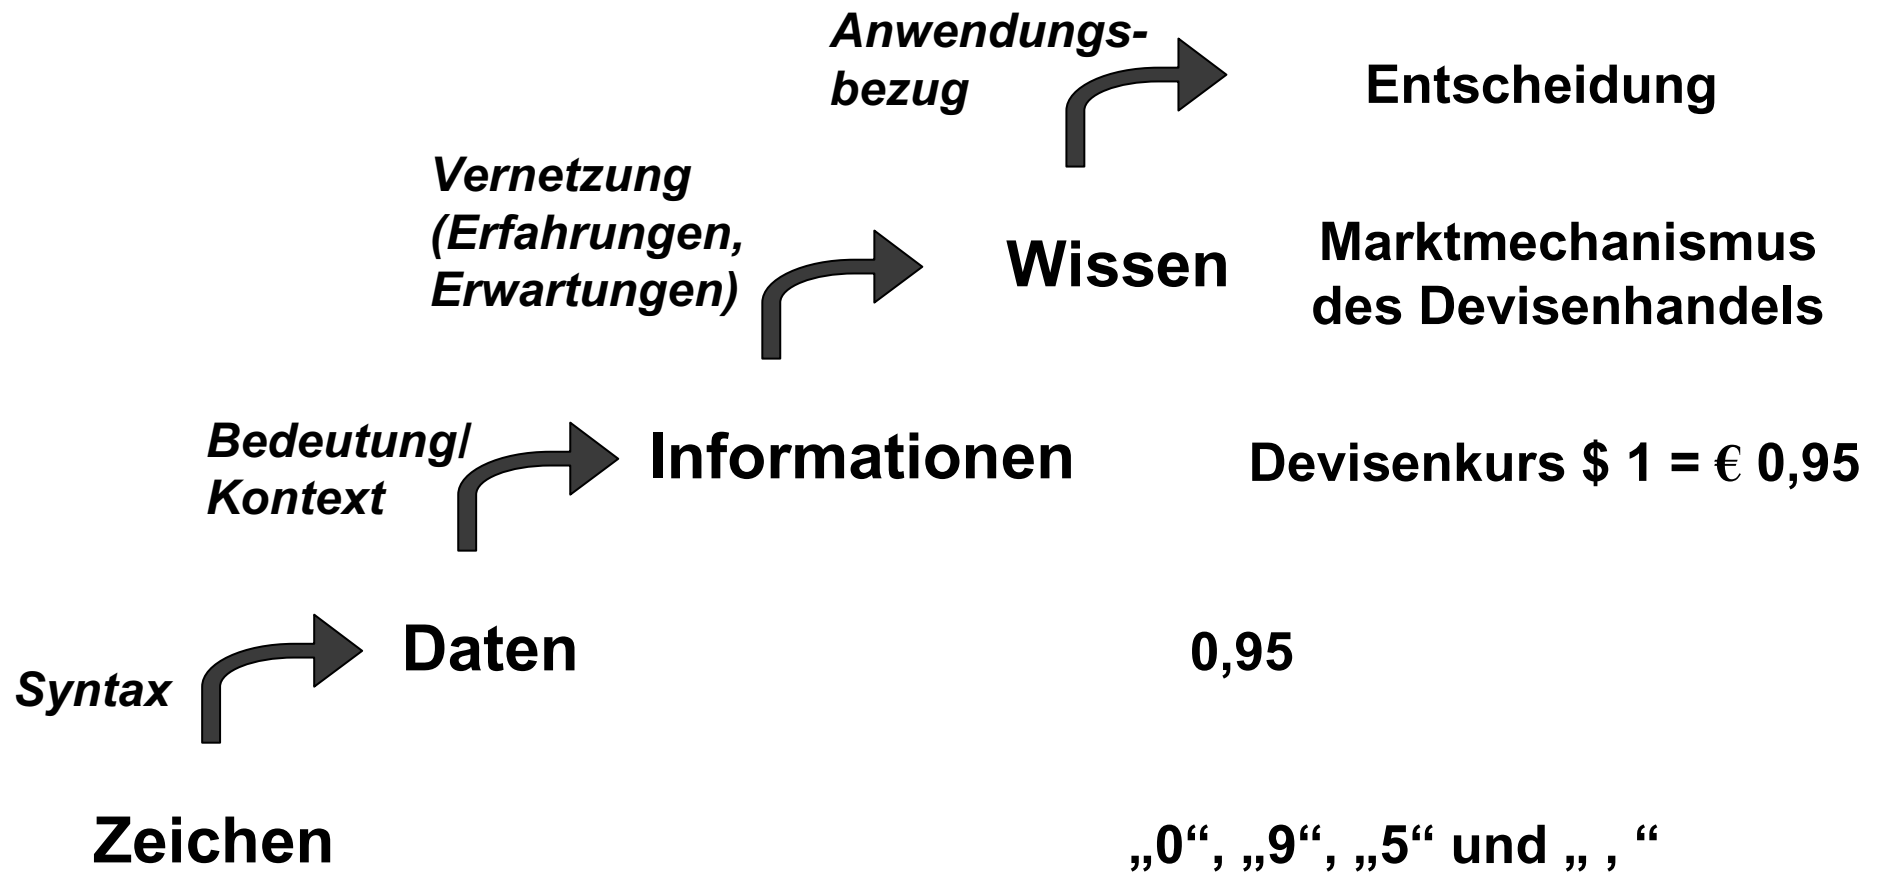 Anwendungs-
bezug
Entscheidung
Vernetzung
(Erfahrungen,
Erwartungen)
Wissen
Marktmechanismus
des Devisenhandels
Bedeutung/
Kontext
Informationen
Devisenkurs $ 1 = € 0,95
Syntax
Daten
0,95
Zeichen
„0“, „9“, „5“ und „ , “